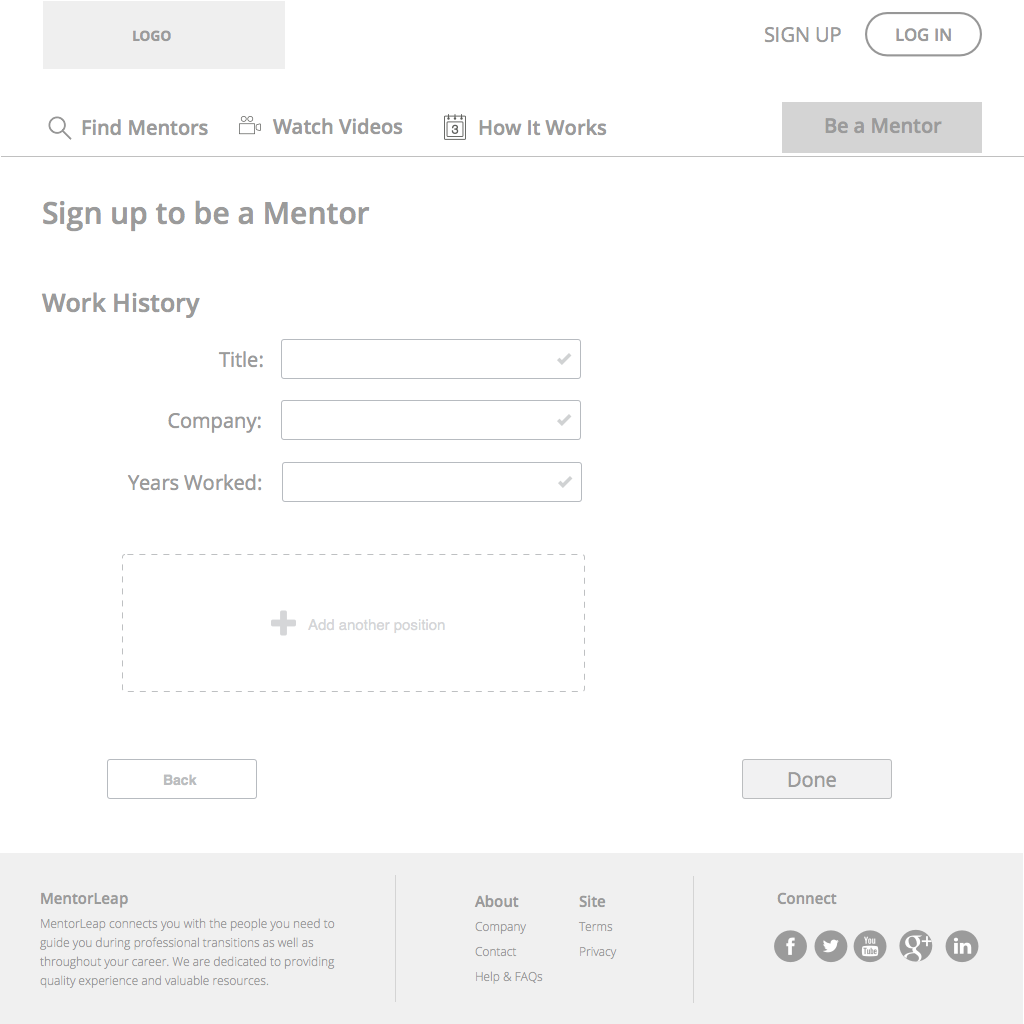 LOGO
SIGN UP
LOG IN
Find Mentors
Watch Videos
3
How It Works
Be a Mentor
Sign up to be a Mentor
Work History
Title:
Company:
Years Worked:
Add another position
Back
Done
MentorLeap
MentorLeap connects you with the people you need to
guide you during professional transitions as well as
throughout your career. We are dedicated to providing
quality experience and valuable resources.
About
Company
Contact
Help & FAQs
Site
Terms
Privacy
Connect
f
You
Tube
g+
in